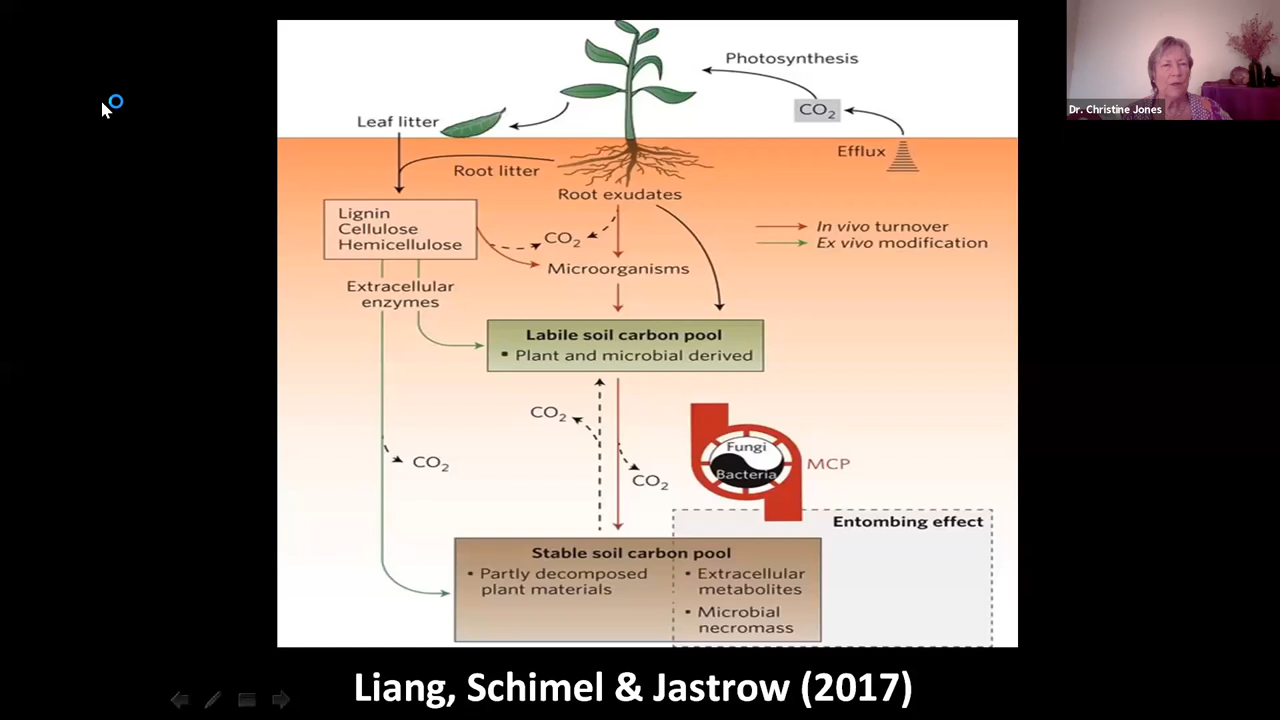 Photosynthesis
Dr. Christine Jones
CO₂
Leaf litter
Efflux
Root litter
Root exudates
Lignin
Cellulose
Hemicellulose
In vivo turnover
Ex vivo modification
CO₂
Microorganisms
Extracellular
enzymes
Labile soil carbon pool
▪ Plant and microbial derived
CO₂
Fungi
Bacteria
MCP
CO₂
CO₂
Entombing effect
Stable soil carbon pool
• Partly decomposed
plant materials
• Extracellular
metabolites
• Microbial
necromass
Liang, Schimel & Jastrow (2017)